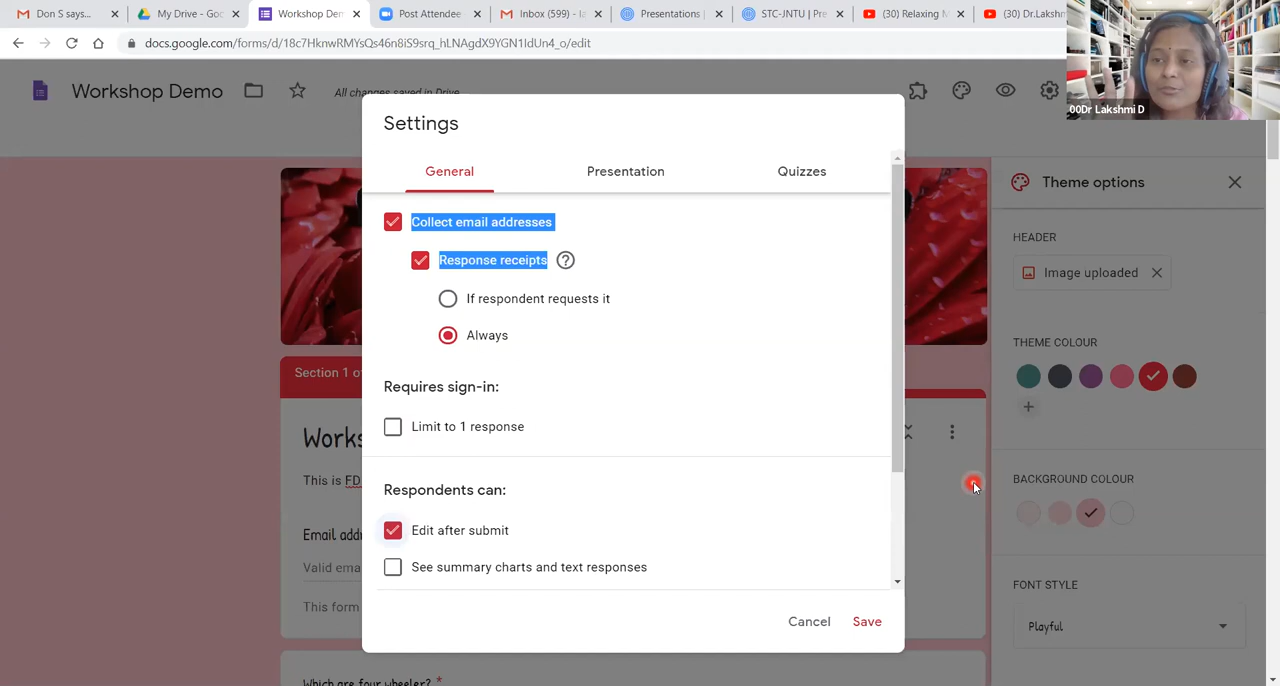 Don S says...
My Drive - Goo
Workshop Dem
Post Attendee
Inbox (599) - la
Presentations |
STC-JNTU | Pre
(30) Relaxing M
(30) Dr.Lakshm
docs.google.com/forms/d/18c7HknwRMYsQs46n8iS9srq_hLNAgdX9YGN1IdUn4_o/edit
00Dr Lakshmi D
Workshop Demo
All changes saved in Drive
Settings
General
Presentation
Quizzes
Collect email addresses
Response receipts
If respondent requests it
Always
Requires sign-in:
Limit to 1 response
Respondents can:
Edit after submit
See summary charts and text responses
Cancel
Save
Section 1 o
Works
This is FD
Email addr
Valid ema
This form
Which are four wheeler? *
Theme options
HEADER
Image uploaded
THEME COLOUR
BACKGROUND COLOUR
FONT STYLE
Playful